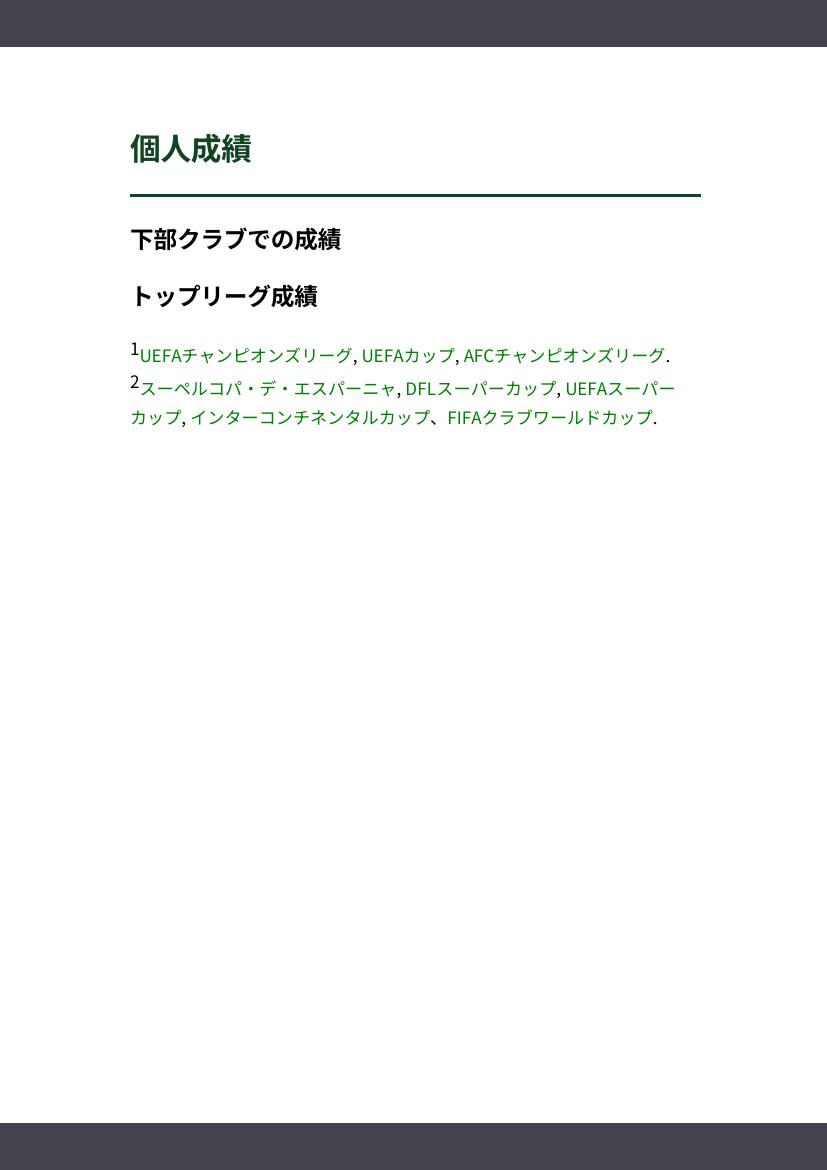 個人成績
下部クラブでの成績
トップリーグ成績
1UEFAチャンピオンズリーグ, UEFAカップ, AFCチャンピオンズリーグ.
2スーペルコパ・デ・エスパーニャ, DFLスーパーカップ, UEFAスーパー
カップ, インターコンチネンタルカップ、FIFAクラブワールドカップ.